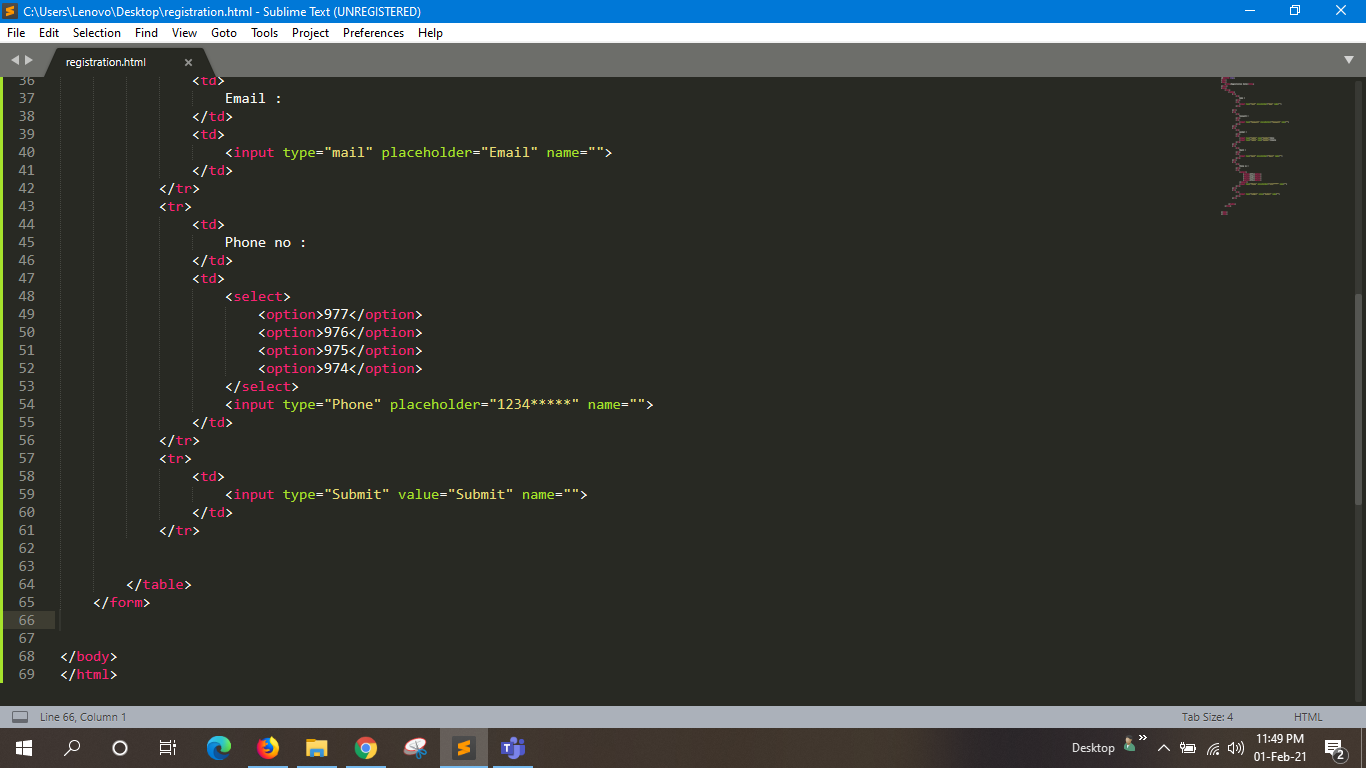 C:\Users\Lenovo\Desktop\registration.html - Sublime Text (UNREGISTERED)
File Edit Selection Find View Goto Tools Project Preferences Help
registration.html
36 <td>
37 Email :
38 </td>
39 <td>
40 <input type="mail" placeholder="Email" name="">
41 </td>
42 </tr>
43 <tr>
44 <td>
45 Phone no :
46 </td>
47 <td>
48 <select>
49 <option>977</option>
50 <option>976</option>
51 <option>975</option>
52 <option>974</option>
53 </select>
54 <input type="Phone" placeholder="1234*****" name="">
55 </td>
56 </tr>
57 <tr>
58 <td>
59 <input type="Submit" value="Submit" name="">
60 </td>
61 </tr>
62
63
64 </table>
65 </form>
66
67
68 </body>
69 </html>
Line 66, Column 1 Tab Size: 4 HTML
Desktop 11:49 PM
01-Feb-21 2